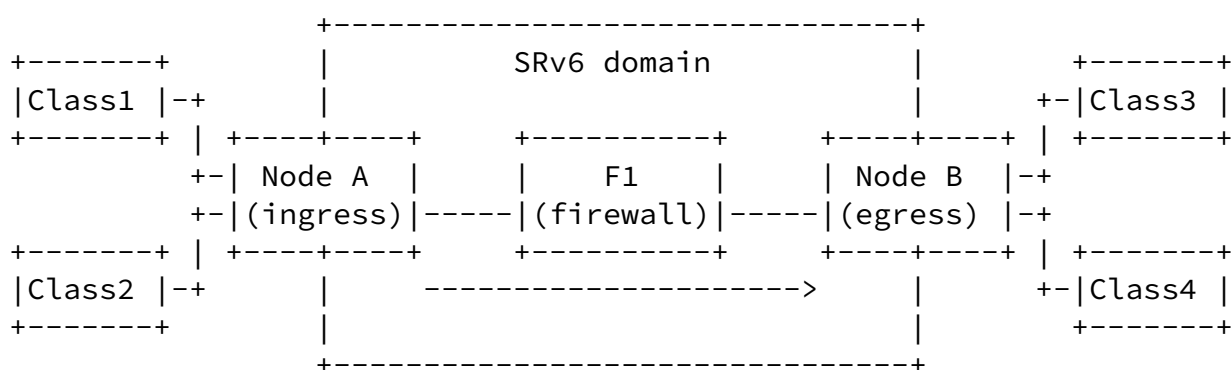 SRv6 domain
Class1 Class3
Node A F1 Node B
(ingress) (firewall) (egress)
Class2 Class4